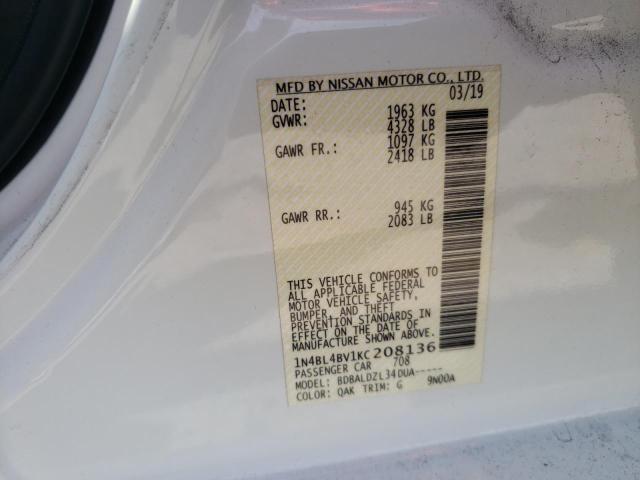 MFD BY NISSAN MOTOR CO., LTD.
DATE: 03/19
GVWR: 1963 KG
4328 LB
GAWR FR.: 1097 KG
2418 LB
GAWR RR.: 945 KG
2083 LB
THIS VEHICLE CONFORMS TO
ALL APPLICABLE FEDERAL
MOTOR VEHICLE SAFETY,
BUMPER, AND THEFT
PREVENTION STANDARDS IN
EFFECT ON THE DATE OF
MANUFACTURE SHOWN ABOVE.
1N4BL4BV1KC208136
PASSENGER CAR 708
MODEL: BDBALDZL34DUA-----
COLOR: QAK TRIM: G 9N00A